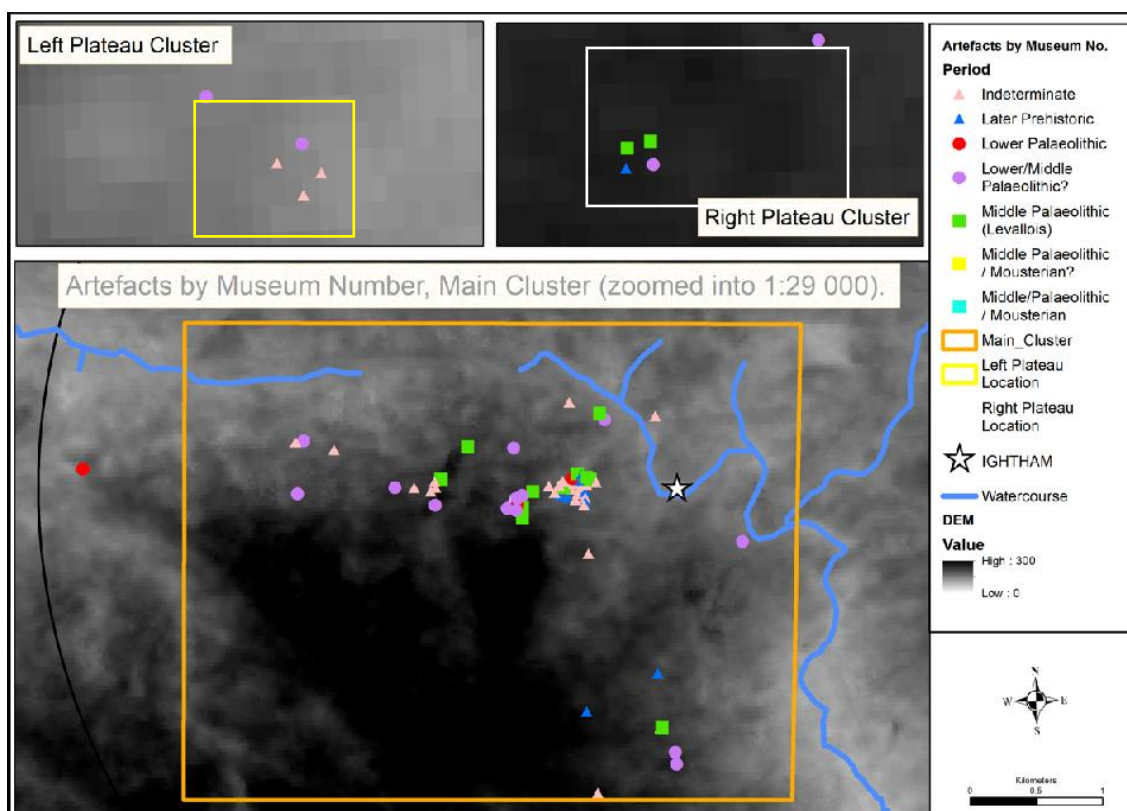 Left Plateau Cluster
Right Plateau Cluster
Artefacts by Museum Number, Main Cluster (zoomed into 1:29 000).
Artefacts by Museum No.
Period
Indeterminate
Later Prehistoric
Lower Palaeolithic
Lower/Middle
Palaeolithic?
Middle Palaeolithic
(Levallois)
Middle Palaeolithic
/ Mousterian?
Middle/Palaeolithic
/ Mousterian
Main_Cluster
Left Plateau
Location
Right Plateau
Location
IGHTHAM
Watercourse
DEM
Value
High : 300
Low : 0
N
W E
S
Kilometers
0 0.5 1